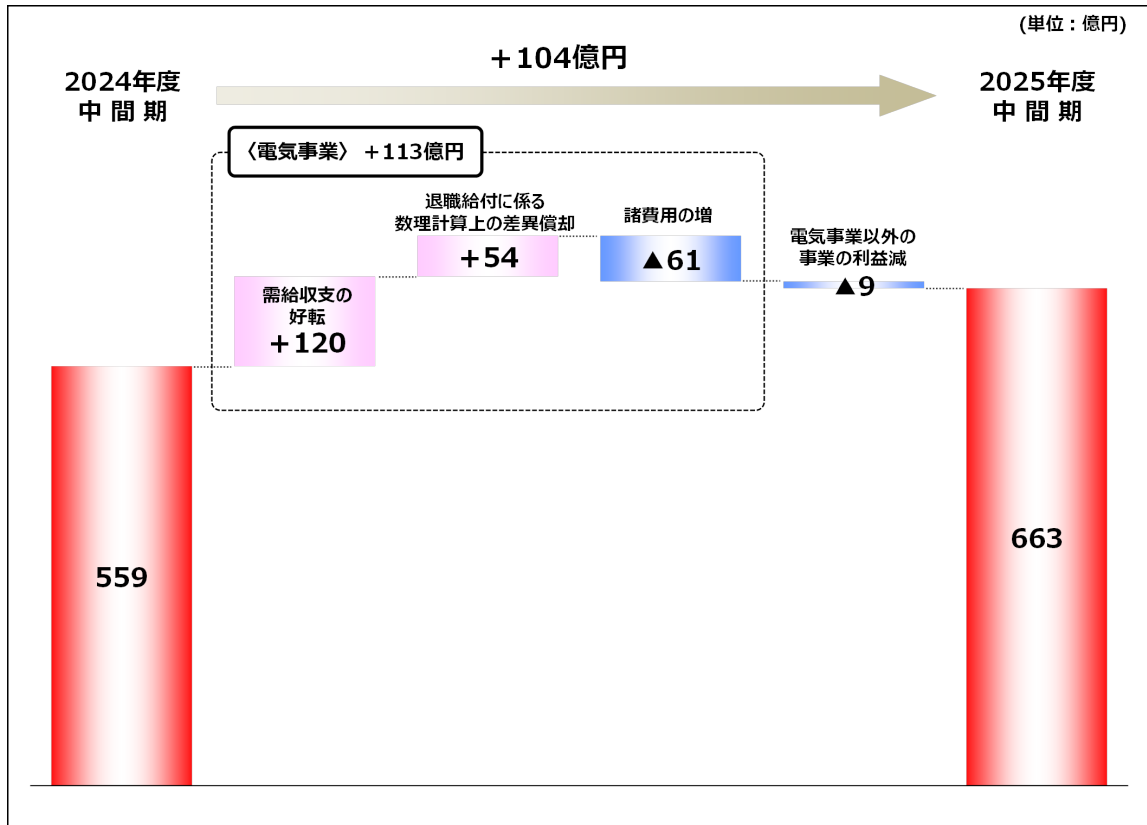 (単位：億円)
＋104億円
2024年度
中 間 期
2025年度
中 間 期
〈電気事業〉 ＋113億円
退職給付に係る
数理計算上の差異償却
＋54
諸費用の増
▲61
電気事業以外の
事業の利益減
▲9
需給収支の
好転
＋120
559
663